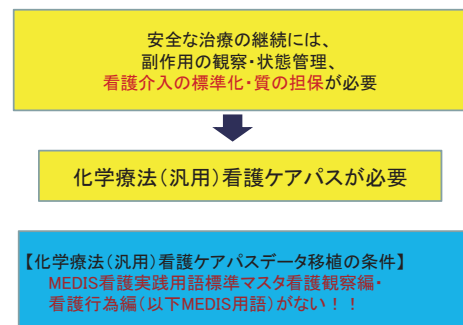 安全な治療の継続には、
副作用の観察・状態管理、
看護介入の標準化・質の担保が必要
化学療法(汎用)看護ケアパスが必要
【化学療法(汎用)看護ケアパスデータ移植の条件】
MEDIS看護実践用語標準マスタ看護観察編・
看護行為編(以下MEDIS用語)がない!!